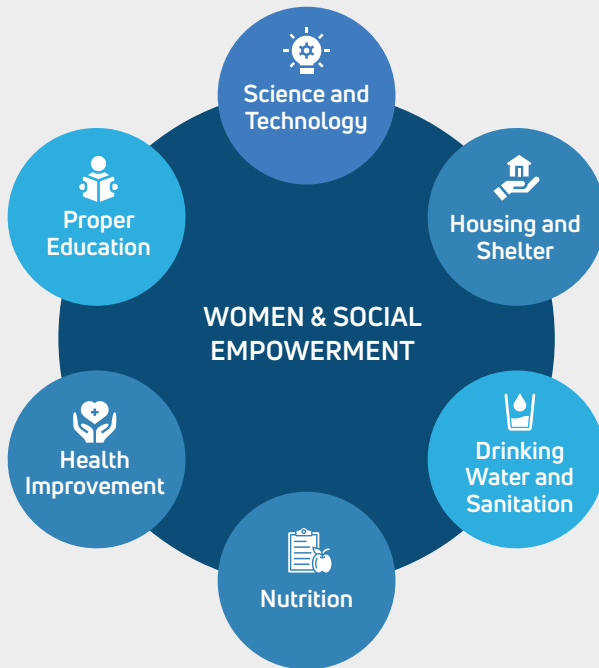 Science and
Technology
Proper
Education
Housing and
Shelter
WOMEN & SOCIAL
EMPOWERMENT
Health
Improvement
Drinking
Water and
Sanitation
Nutrition